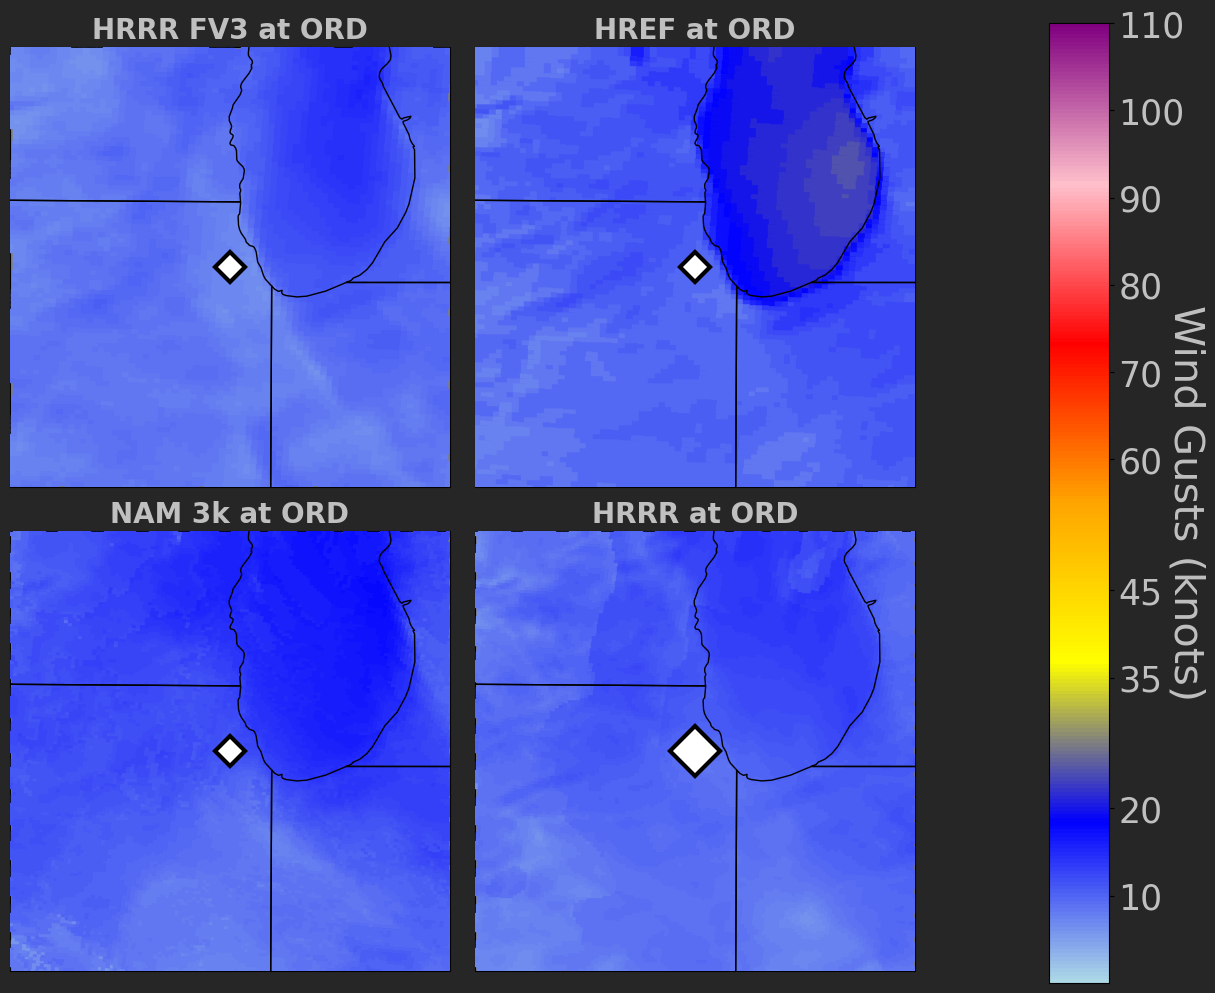 HRRR FV3 at ORD
HREF at ORD
NAM 3k at ORD
HRRR at ORD
110
100
90
80
70
60
45
35
20
10
Wind Gusts (knots)